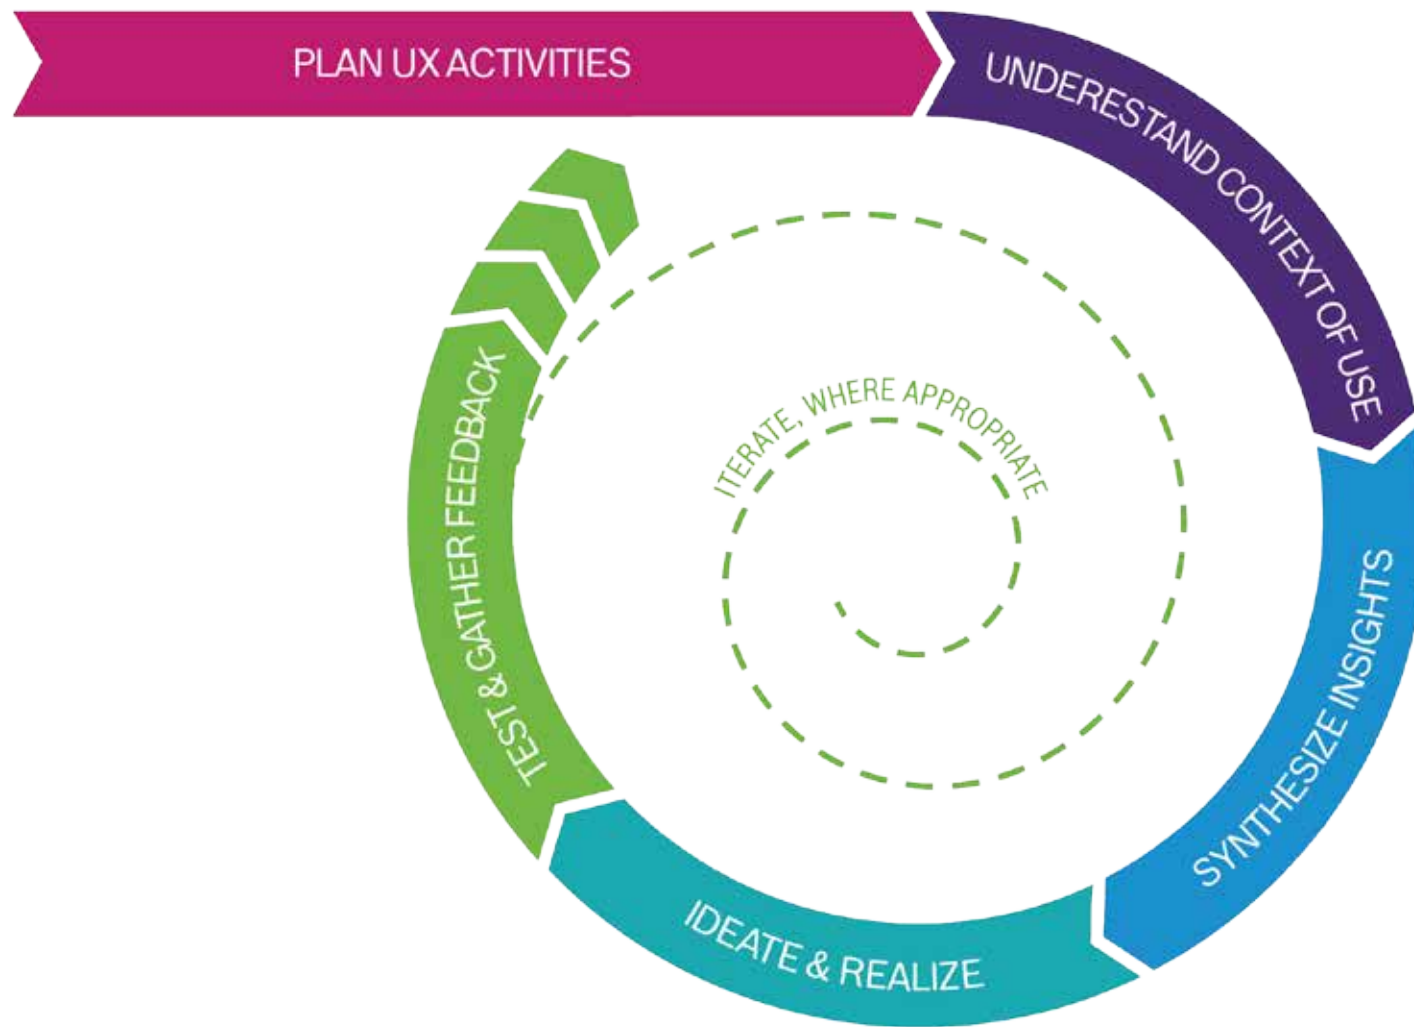 PLAN UX ACTIVITIES
UNDERESTAND CONTEXT OF USE
SYNTHESIZE INSIGHTS
IDEATE & REALIZE
TEST & GATHER FEEDBACK
ITERATE, WHERE APPROPRIATE